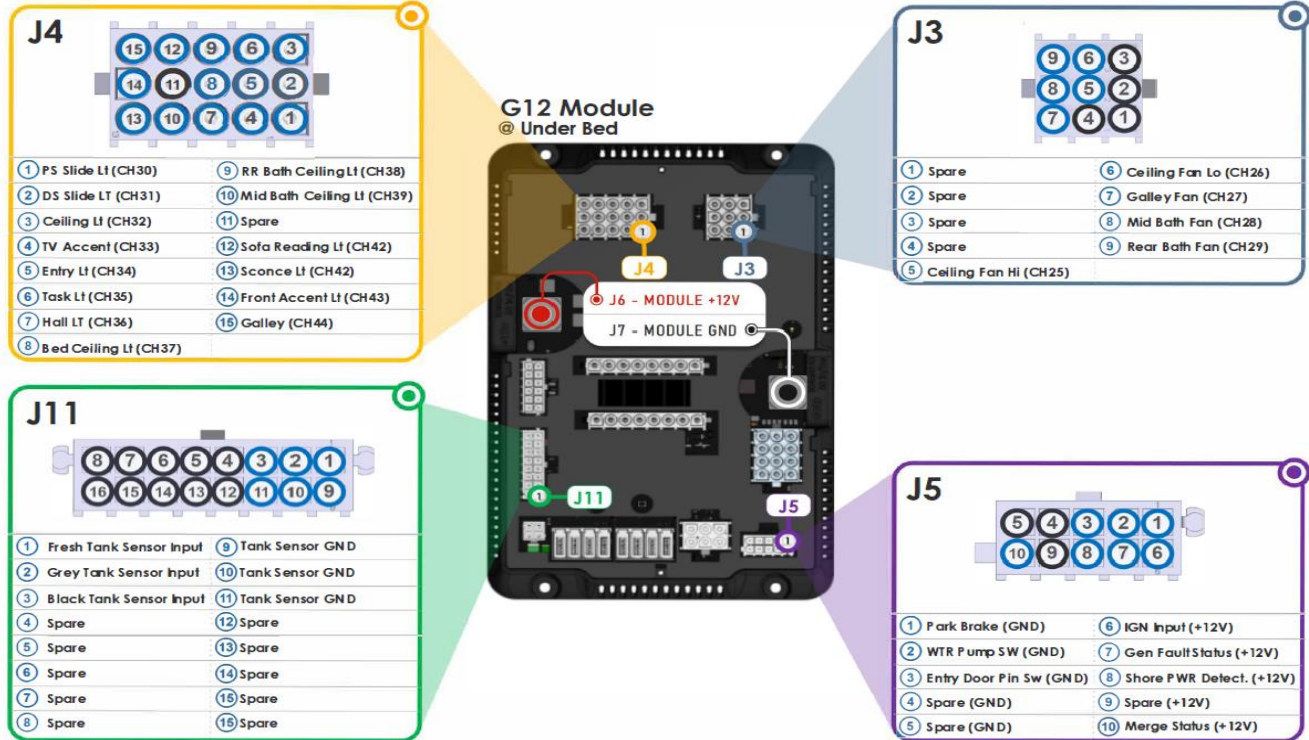 J4
15 12 9 6 3
14 11 8 5 2
13 10 7 4 1
1 PS Slide Lt (CH30)
2 DS Slide LT (CH31)
3 Ceiling Lt (CH32)
4 TV Accent (CH33)
5 Entry Lt (CH34)
6 Task Lt (CH35)
7 Hall LT (CH36)
8 Bed Ceiling Lt (CH37)
9 RR Bath Ceiling Lt (CH38)
10 Mid Bath Ceiling Lt (CH39)
11 Spare
12 Sofa Reading Lt (CH42)
13 Sconce Lt (CH42)
14 Front Accent Lt (CH43)
15 Galley (CH44)
G12 Module
@ Under Bed
1
J4
1
J3
J6 - MODULE +12V
J7 - MODULE GND
1
J11
J5
1
J3
9 6 3
8 5 2
7 4 1
1 Spare
2 Spare
3 Spare
4 Spare
5 Ceiling Fan Hi (CH25)
6 Ceiling Fan Lo (CH26)
7 Galley Fan (CH27)
8 Mid Bath Fan (CH28)
9 Rear Bath Fan (CH29)
J11
8 7 6 5 4 3 2 1
16 15 14 13 12 11 10 9
1 Fresh Tank Sensor Input
2 Grey Tank Sensor Input
3 Black Tank Sensor Input
4 Spare
5 Spare
6 Spare
7 Spare
8 Spare
9 Tank Sensor GND
10 Tank Sensor GND
11 Tank Sensor GND
12 Spare
13 Spare
14 Spare
15 Spare
15 Spare
J5
5 4 3 2 1
10 9 8 7 6
1 Park Brake (GND)
2 WTR Pump SW (GND)
3 Entry Door Pin Sw (GND)
4 Spare (GND)
5 Spare (GND)
6 IGN Input (+12V)
7 Gen Fault Status (+12V)
8 Shore PWR Detect. (+12V)
9 Spare (+12V)
10 Merge Status (+12V)